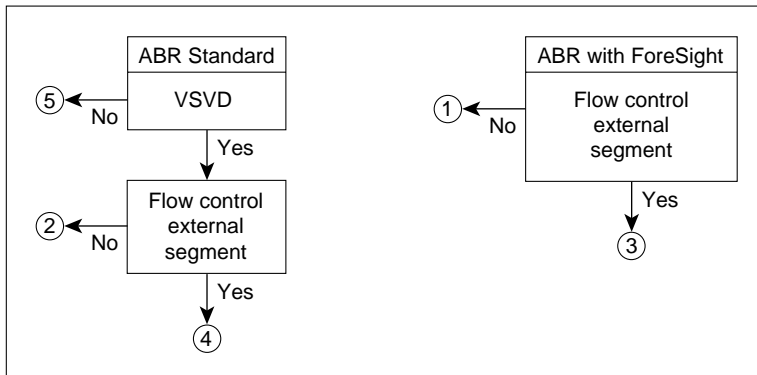 ABR Standard
VSVD
5
No
Yes
Flow control
external
segment
2
No
Yes
4
ABR with ForeSight
Flow control
external
segment
1
No
Yes
3